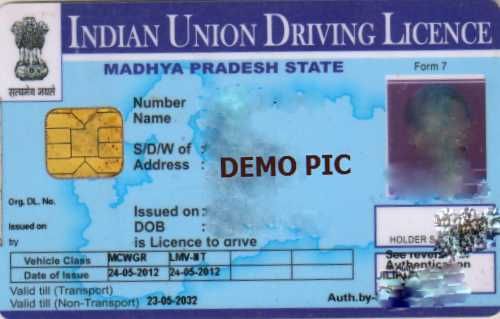 INDIAN UNION DRIVING LICENCE
सत्यमेव जयते
MADHYA PRADESH STATE
Form 7
Number
Name
S/D/W of :
Address :
DEMO PIC
Org. DL. No.
Issued on
by
Issued on :
DOB
is Licence to drive
HOLDER S
See revers
Authentication
Vehicle Class MCWGR LMV-NT
Date of Issue 24-05-2012 24-05-2012
Valid till (Transport)
Valid till (Non-Transport) 23-05-2032
Auth.by-